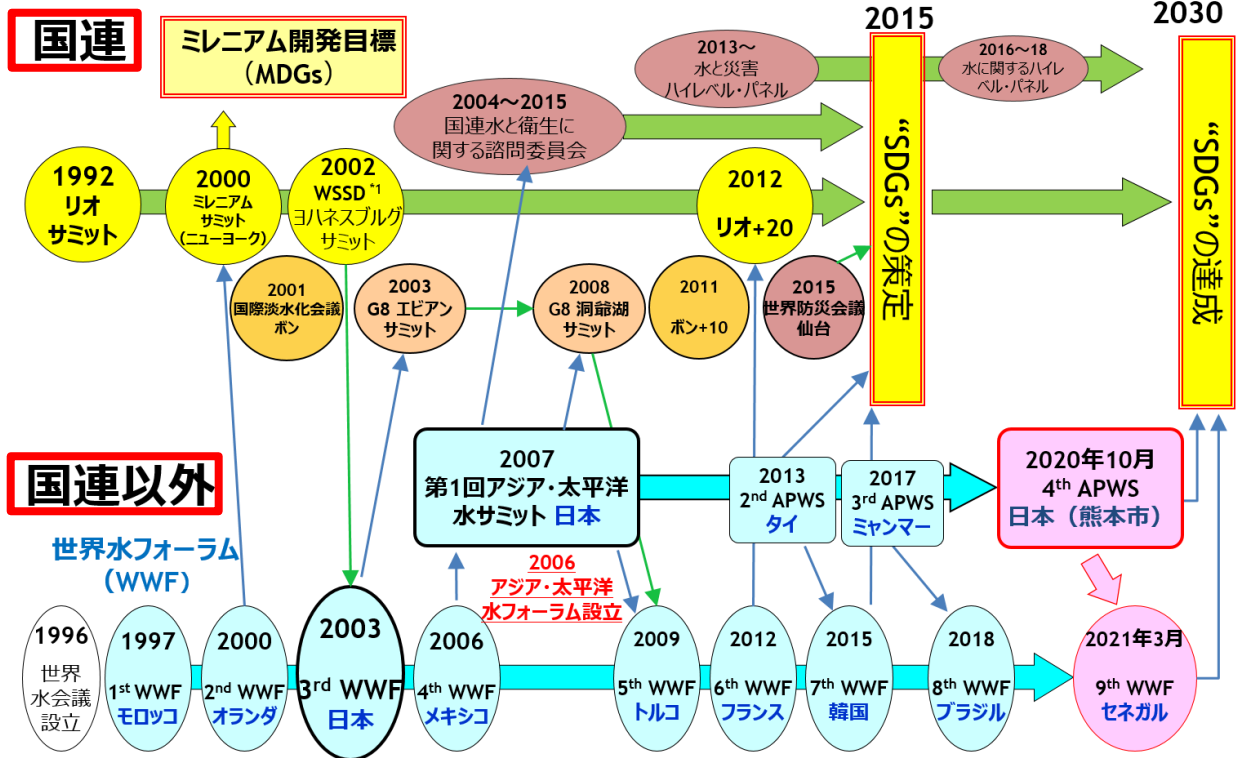 国連
ミレニアム開発目標
（MDGs）
2015
2030
2013～
水と災害
ハイレベル・パネル
2016～18
水に関するハイレ
ベル・パネル
2004～2015
国連水と衛生に
関する諮問委員会
1992
リオ
サミット
2000
ミレニアム
サミット
(ニューヨーク)
2002
WSSD *1
ヨハネスブルグ
サミット
2012
リオ+20
“SDGs”の策定
“SDGs”の達成
2001
国際淡水化会議
ボン
2003
G8 エビアン
サミット
2008
G8 洞爺湖
サミット
2011
ボン+10
2015
世界防災会議
仙台
国連以外
2007
第1回アジア・太平洋
水サミット 日本
2013
2nd APWS
タイ
2017
3rd APWS
ミャンマー
2020年10月
4th APWS
日本（熊本市）
世界水フォーラム
（WWF）
2006
アジア・太平洋
水フォーラム設立
1996
世界
水会議
設立
1997
1st WWF
モロッコ
2000
2nd WWF
オランダ
2003
3rd WWF
日本
2006
4th WWF
メキシコ
2009
5th WWF
トルコ
2012
6th WWF
フランス
2015
7th WWF
韓国
2018
8th WWF
ブラジル
2021年3月
9th WWF
セネガル